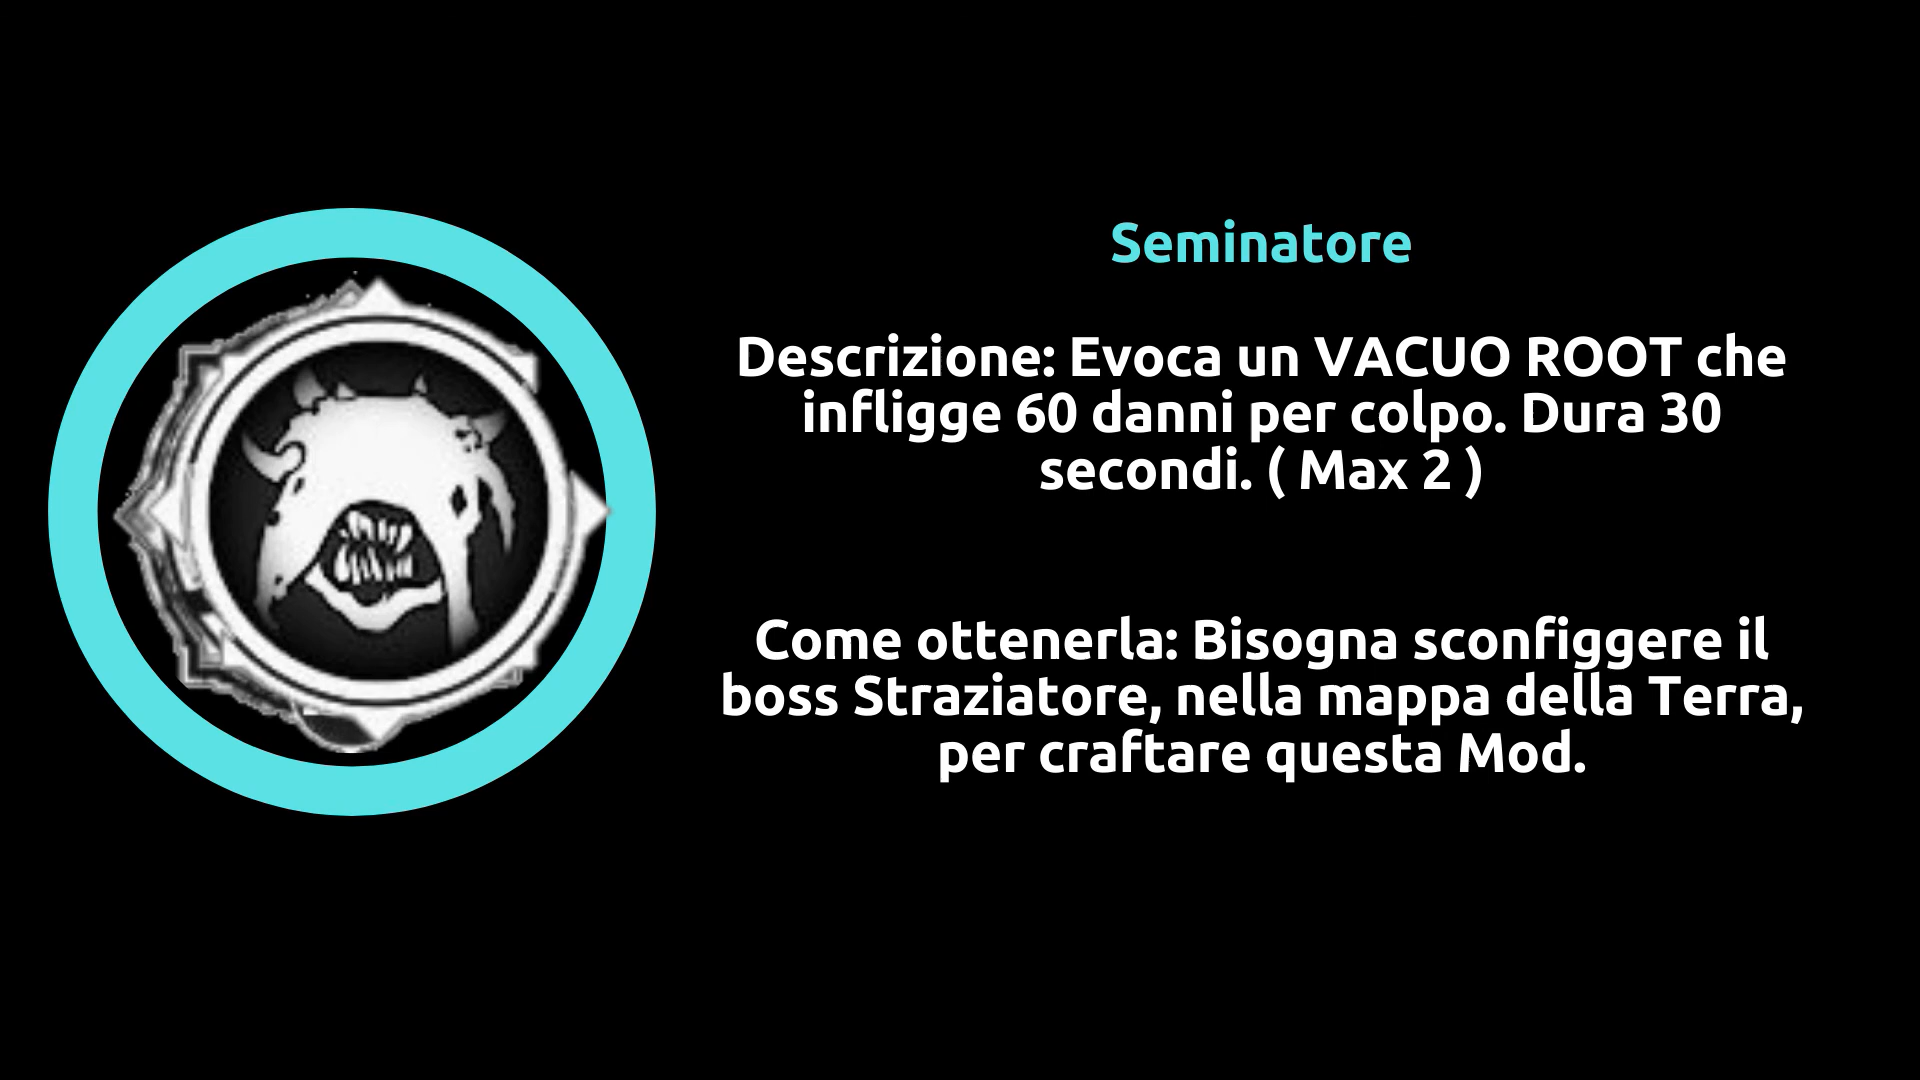 Seminatore
Descrizione: Evoca un VACUO ROOT che
infligge 60 danni per colpo. Dura 30
secondi. ( Max 2 )
Come ottenerla: Bisogna sconfiggere il
boss Straziatore, nella mappa della Terra,
per craftare questa Mod.